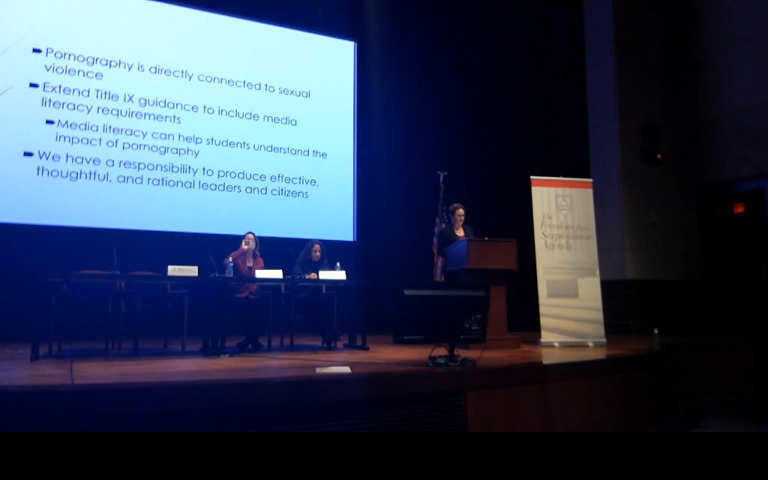 Pornography is directly connected to sexual
violence
Extend Title IX guidance to include media
literacy requirements
Media literacy can help students understand the
impact of pornography
We have a responsibility to produce effective,
thoughtful, and rational leaders and citizens
The
Agenda